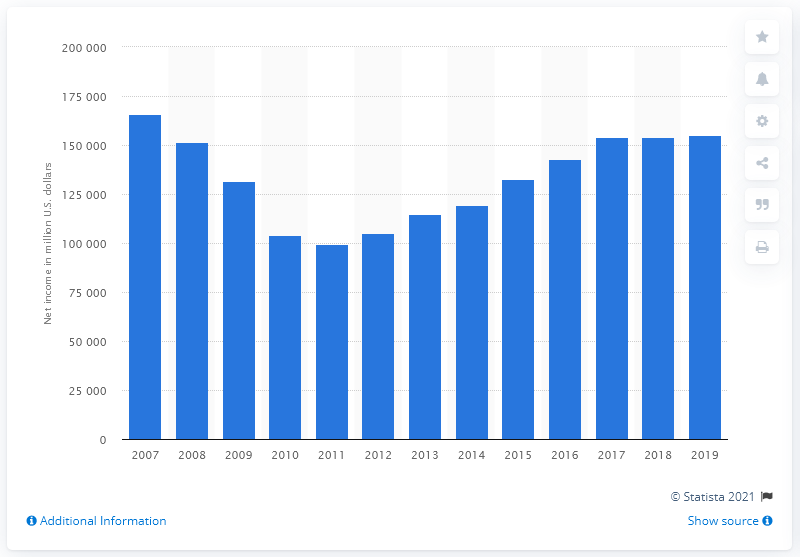 200 000
175 000
150 000
125 000
100 000
75 000
50 000
25 000
0
Net income in million U.S. dollars
2007 2008 2009 2010 2011 2012 2013 2014 2015 2016 2017 2018 2019
© Statista 2021
Additional Information
Show source